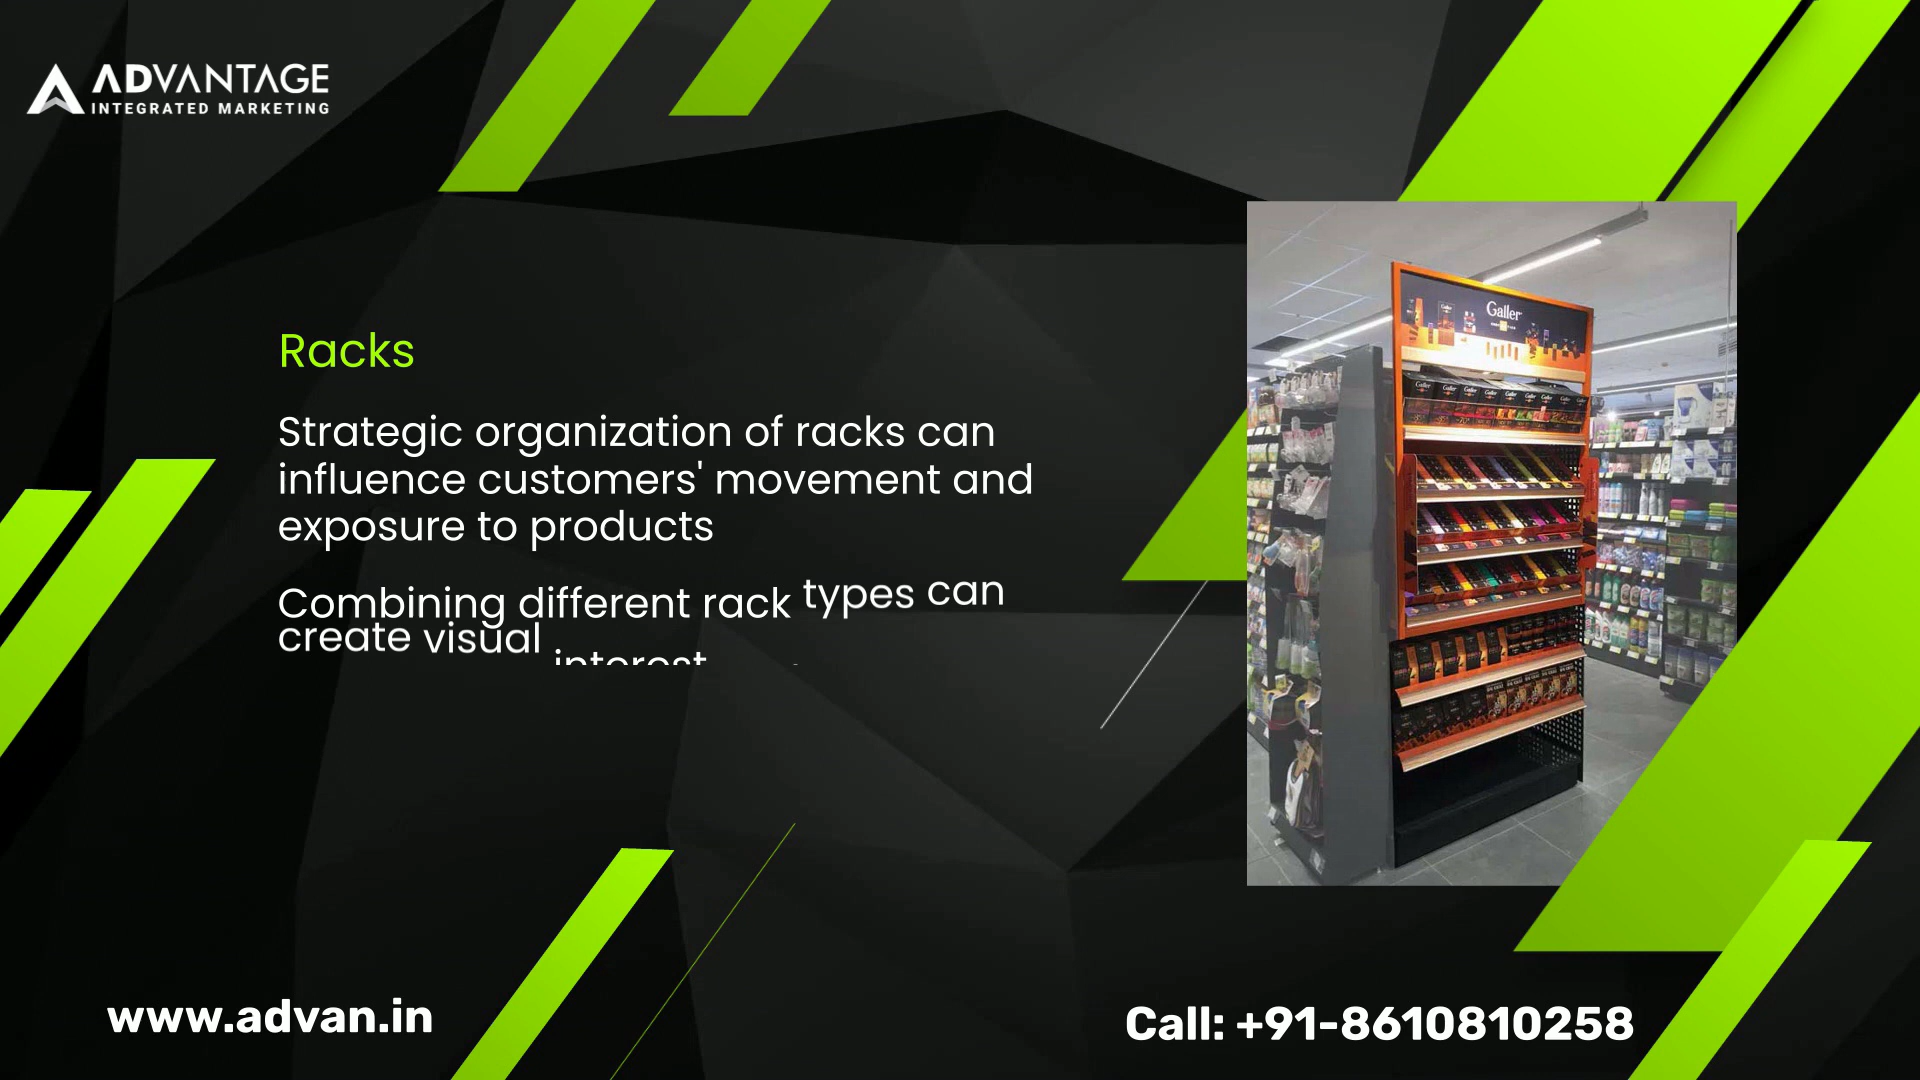 ADVANTAGE
INTEGRATED MARKETING
Racks
Strategic organization of racks can
influence customers' movement and
exposure to products
Combining different rack types can
create visual interest
Galler
www.advan.in
Call: +91-8610810258